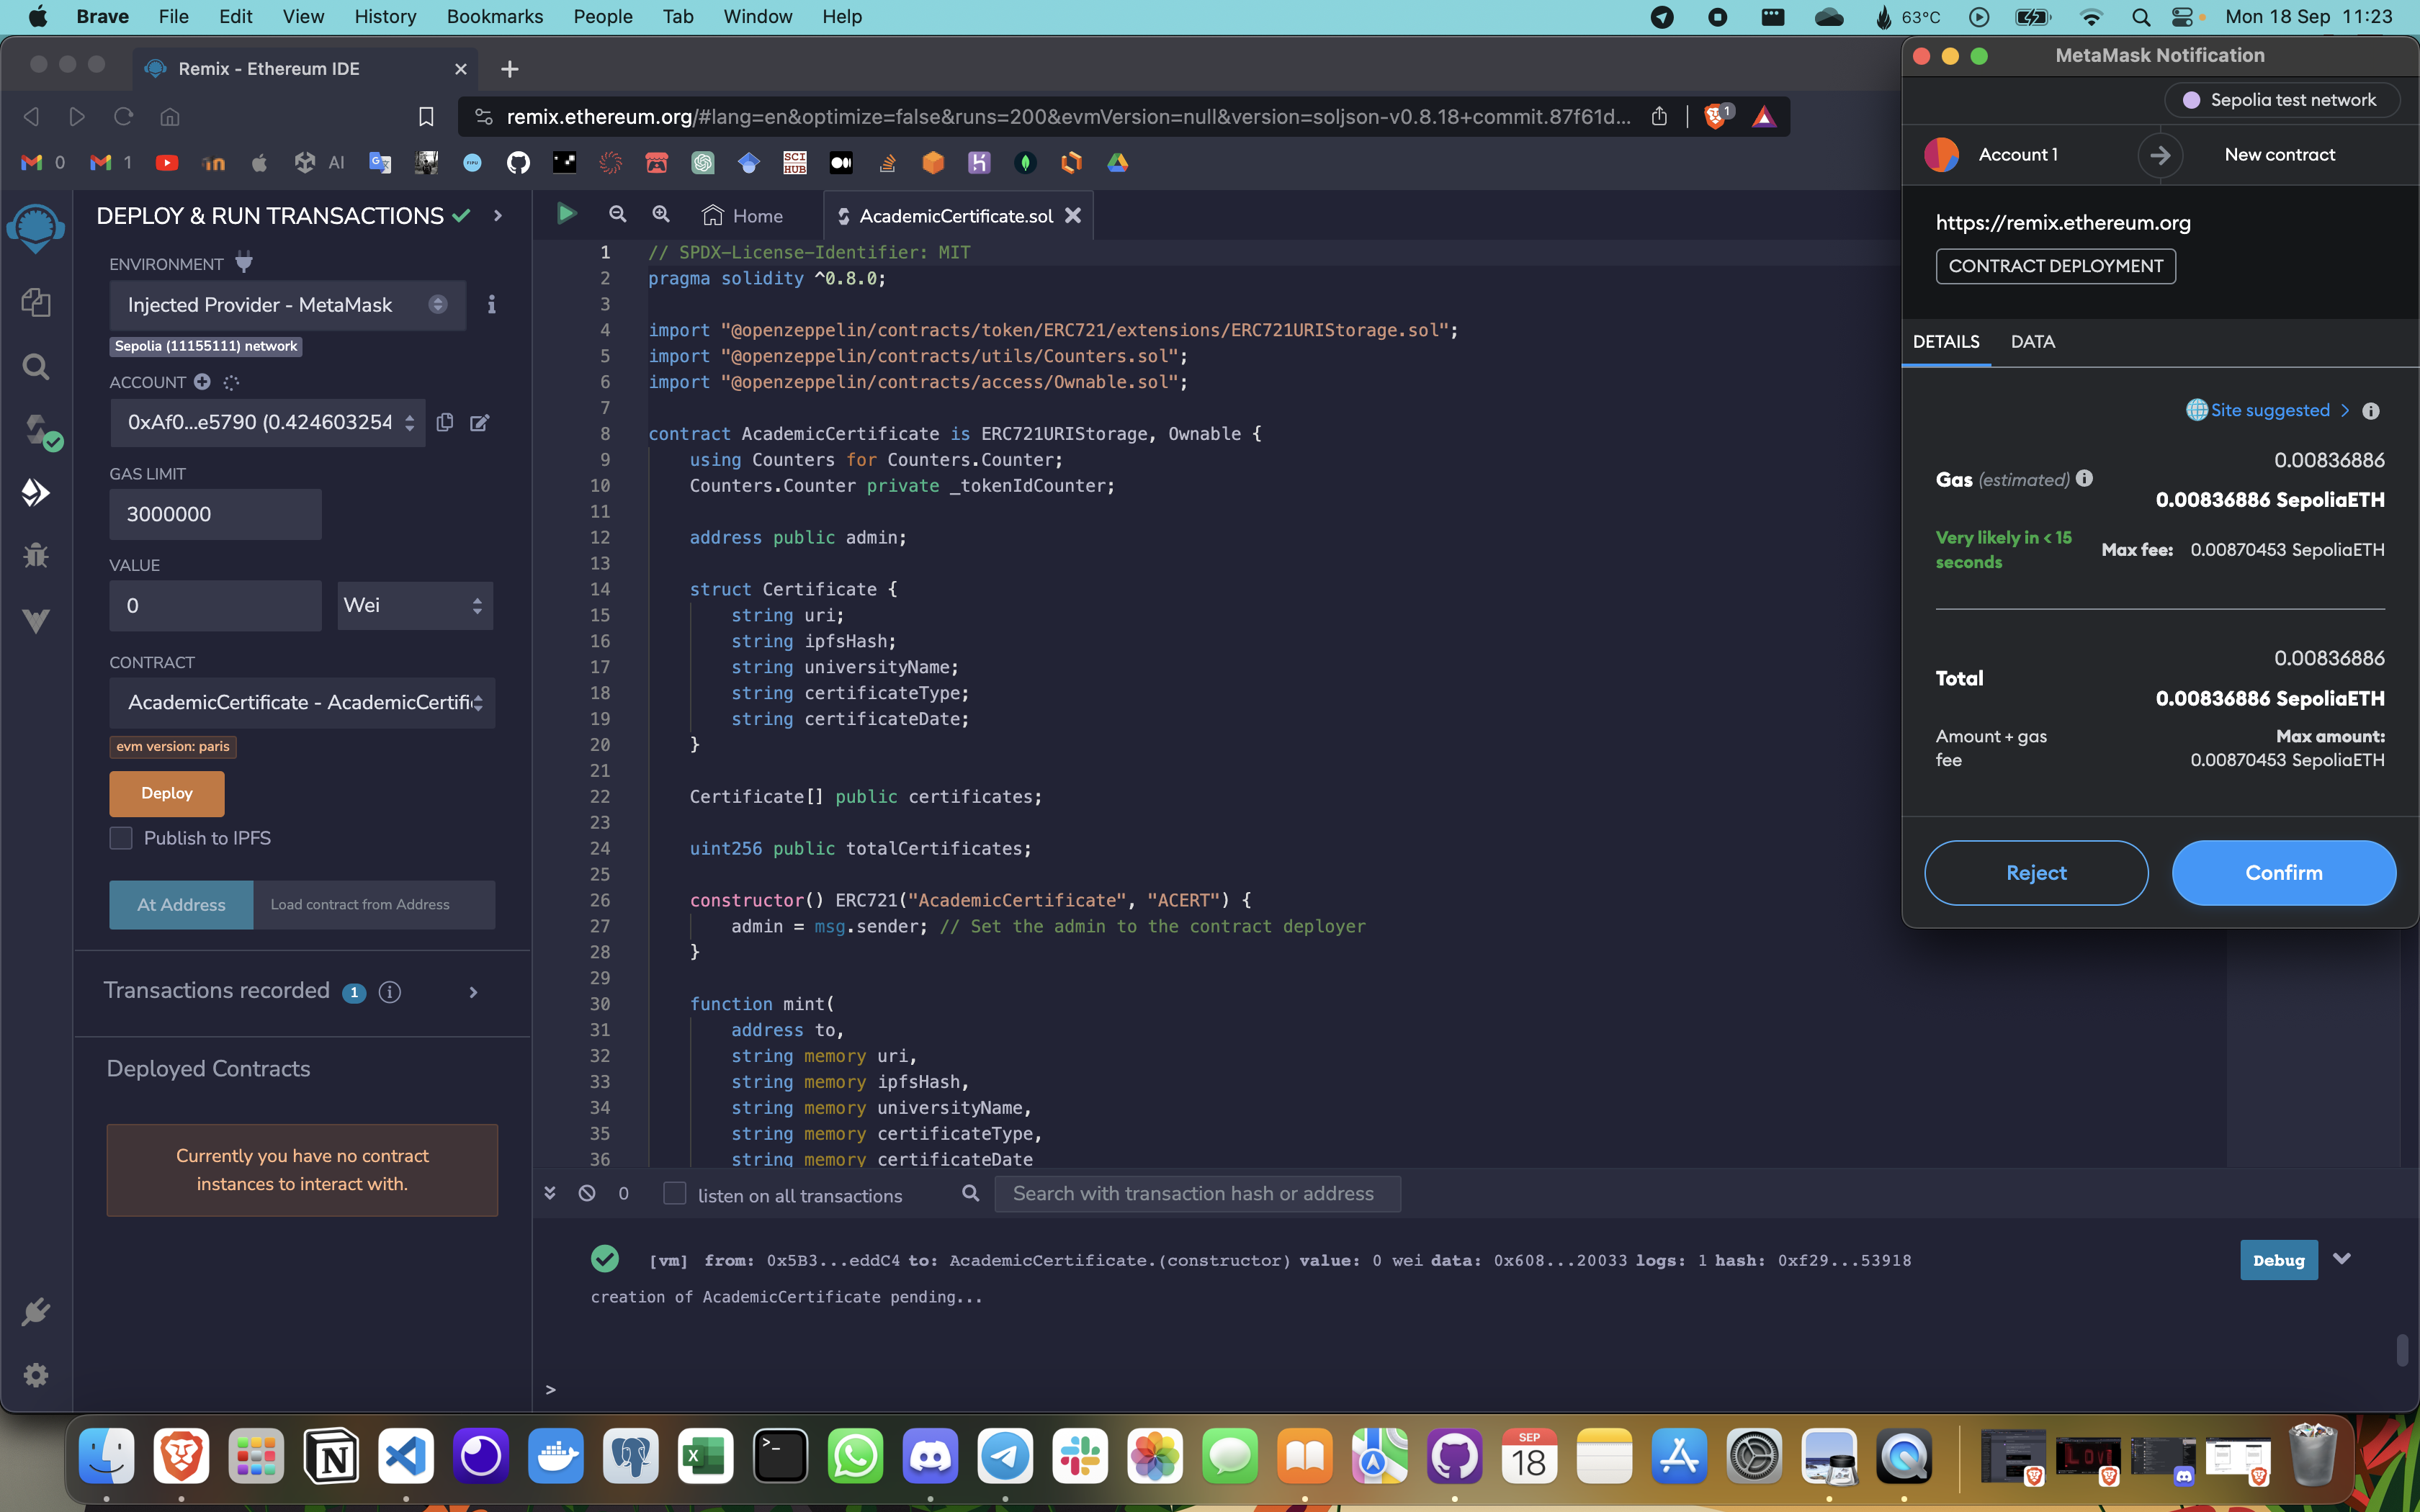 Brave File Edit View History Bookmarks People Tab Window Help
63°C
Mon 18 Sep 11:23
Remix - Ethereum IDE
remix.ethereum.org/#lang=en&optimize=false&runs=200&evmVersion=null&version=soljson-v0.8.18+commit.87f61d...
1
0 1 AI
SCI HUB
DEPLOY & RUN TRANSACTIONS
ENVIRONMENT
Injected Provider - MetaMask
Sepolia (11155111) network
ACCOUNT
0xAf0...e5790 (0.424603254
GAS LIMIT
3000000
VALUE
0 Wei
CONTRACT
AcademicCertificate - AcademicCertific
evm version: paris
Deploy
Publish to IPFS
At Address Load contract from Address
Transactions recorded 1
Deployed Contracts
Currently you have no contract
instances to interact with.
Home AcademicCertificate.sol
1 // SPDX-License-Identifier: MIT
2 pragma solidity ^0.8.0;
3
4 import "@openzeppelin/contracts/token/ERC721/extensions/ERC721URIStorage.sol";
5 import "@openzeppelin/contracts/utils/Counters.sol";
6 import "@openzeppelin/contracts/access/Ownable.sol";
7
8 contract AcademicCertificate is ERC721URIStorage, Ownable {
9 using Counters for Counters.Counter;
10 Counters.Counter private _tokenIdCounter;
11
12 address public admin;
13
14 struct Certificate {
15 string uri;
16 string ipfsHash;
17 string universityName;
18 string certificateType;
19 string certificateDate;
20 }
21
22 Certificate[] public certificates;
23
24 uint256 public totalCertificates;
25
26 constructor() ERC721("AcademicCertificate", "ACERT") {
27 admin = msg.sender; // Set the admin to the contract deployer
28 }
29
30 function mint(
31 address to,
32 string memory uri,
33 string memory ipfsHash,
34 string memory universityName,
35 string memory certificateType,
36 string memory certificateDate
0 listen on all transactions Search with transaction hash or address
[vm] from: 0x5B3...eddC4 to: AcademicCertificate.(constructor) value: 0 wei data: 0x608...20033 logs: 1 hash: 0xf29...53918
Debug
creation of AcademicCertificate pending...
>
MetaMask Notification
Sepolia test network
Account 1 New contract
https://remix.ethereum.org
CONTRACT DEPLOYMENT
DETAILS DATA
Site suggested >
0.00836886
Gas (estimated)
0.00836886 SepoliaETH
Very likely in < 15
seconds
Max fee: 0.00870453 SepoliaETH
0.00836886
Total
0.00836886 SepoliaETH
Amount + gas
fee
Max amount:
0.00870453 SepoliaETH
Reject Confirm
SEP
18